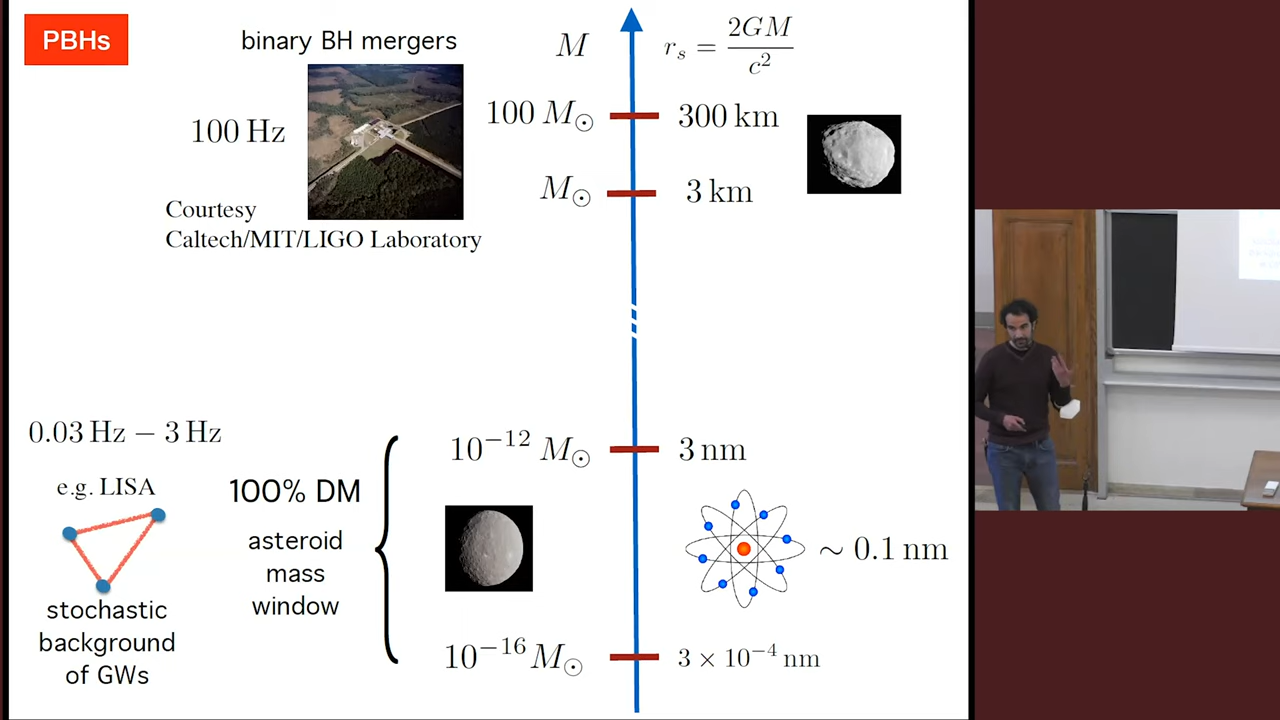 PBHs
binary BH mergers
M
r_s = 2GM / c^2
100 Hz
100 M_⊙
300 km
M_⊙
3 km
Courtesy
Caltech/MIT/LIGO Laboratory
0.03 Hz − 3 Hz
10^{−12} M_⊙
3 nm
e.g. LISA
100% DM
asteroid
mass
window
∼ 0.1 nm
stochastic
background
of GWs
10^{−16} M_⊙
3 × 10^{−4} nm